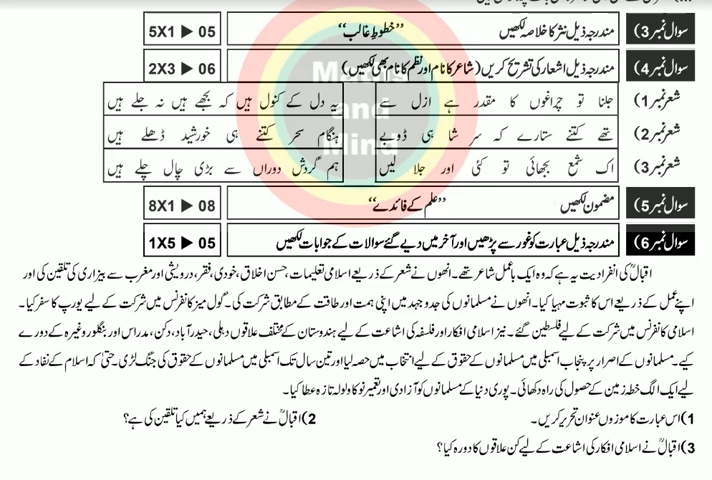 سوال نمبر 3) مندرجہ ذیل نثر کا خلاصہ لکھیں "خطوطِ غالب" 5X1 ▶ 05
سوال نمبر 4) مندرجہ ذیل اشعار کی تشریح کریں (شاعر کا نام اور نظم کا نام بھی لکھیں) 2X3 ▶ 06
شعر نمبر 1) جلنا تو چراغوں کا مقدر ہے ازل سے یہ دل کے کنول ہیں کہ بجھے ہیں نہ جلے ہیں
شعر نمبر 2) تھے کتنے ستارے کہ سرِ شام ہی ڈوبے ہنگامِ سحر کتنے ہی خورشید ڈھلے ہیں
شعر نمبر 3) اک شمع بجھائی تو کئی اور جلا لیں ہم گردشِ دوراں سے بڑی چال چلے ہیں
Maths
and
Mind
سوال نمبر 5) مضمون لکھیں "علم کے فائدے" 8X1 ▶ 08
سوال نمبر 6) مندرجہ ذیل عبارت کو غور سے پڑھیں اور آخر میں دیے گئے سوالات کے جوابات لکھیں 1X5 ▶ 05
اقبالؒ کی انفرادیت یہ ہے کہ وہ ایک باعمل شاعر تھے۔ انھوں نے شعر کے ذریعے اسلامی تعلیمات، حسن اخلاق، خودی، فقر، درویشی اور مغرب سے بیزاری کی تلقین کی اور
اپنے عمل کے ذریعے اس کا ثبوت مہیا کیا۔ انھوں نے مسلمانوں کی جدوجہد میں اپنی ہمت اور طاقت کے مطابق شرکت کی۔ گول میز کانفرنس میں شرکت کے لیے یورپ کا سفر کیا۔
اسلامی کانفرنس میں شرکت کے لیے فلسطین گئے۔ نیز اسلامی افکار اور فلسفہ کی اشاعت کے لیے ہندوستان کے مختلف علاقوں دہلی، حیدرآباد، دکن، مدراس اور بنگلور وغیرہ کے دورے
کیے۔ مسلمانوں کے اصرار پر پنجاب اسمبلی میں مسلمانوں کے حقوق کے لیے انتخاب میں حصہ لیا اور تین سال تک اسمبلی میں مسلمانوں کے حقوق کی جنگ لڑی۔ حتیٰ کہ اسلام کے نفاذ کے
لیے ایک الگ خطہ زمین کے حصول کی راہ دکھائی۔ پوری دنیا کے مسلمانوں کو آزادی اور تعمیر نو کا ولولہ تازہ عطا کیا۔
1) اس عبارت کا موزوں عنوان تحریر کریں۔ 2) اقبالؒ نے شعر کے ذریعے ہمیں کیا تلقین کی ہے؟
3) اقبالؒ نے اسلامی افکار کی اشاعت کے لیے کن علاقوں کا دورہ کیا؟